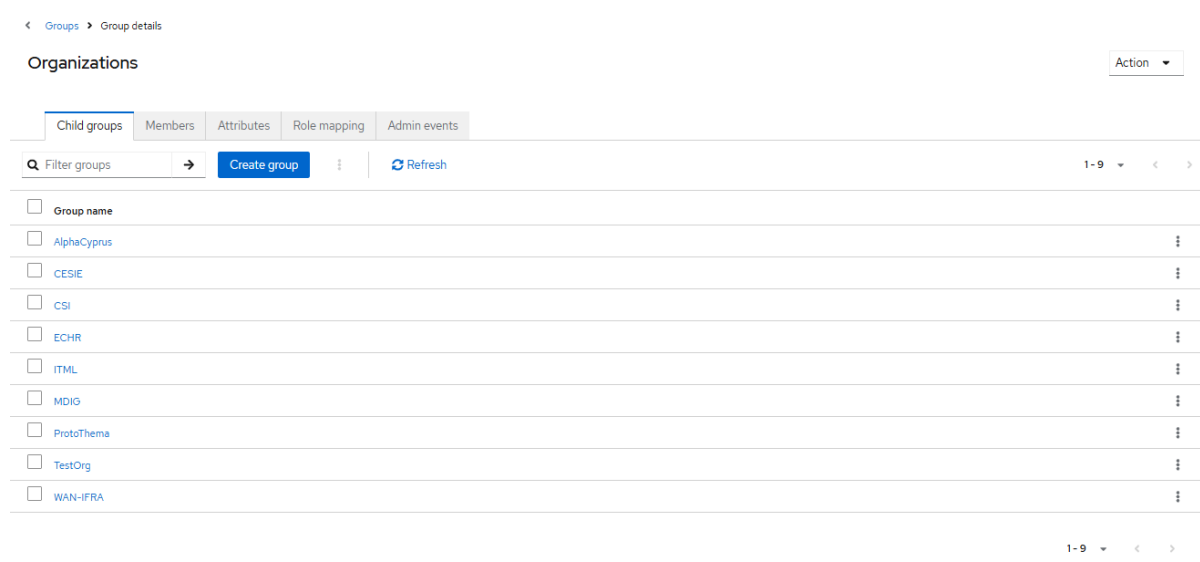 Groups Group details
Organizations
Action
Child groups Members Attributes Role mapping Admin events
Filter groups Create group Refresh 1 - 9
Group name
AlphaCyprus
CESIE
CSI
ECHR
ITML
MDIG
ProtoThema
TestOrg
WAN-IFRA
1 - 9